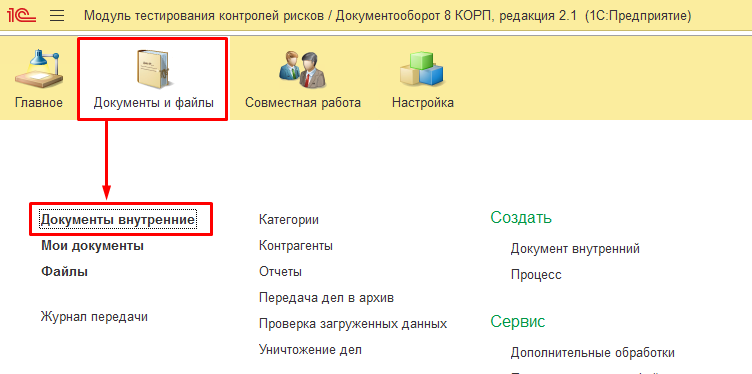 1С Модуль тестирования контролей рисков / Документооборот 8 КОРП, редакция 2.1 (1С:Предприятие)
Главное
Документы и файлы
Совместная работа
Настройка
Документы внутренние
Мои документы
Файлы
Журнал передачи
Категории
Контрагенты
Отчеты
Передача дел в архив
Проверка загруженных данных
Уничтожение дел
Создать
Документ внутренний
Процесс
Сервис
Дополнительные обработки